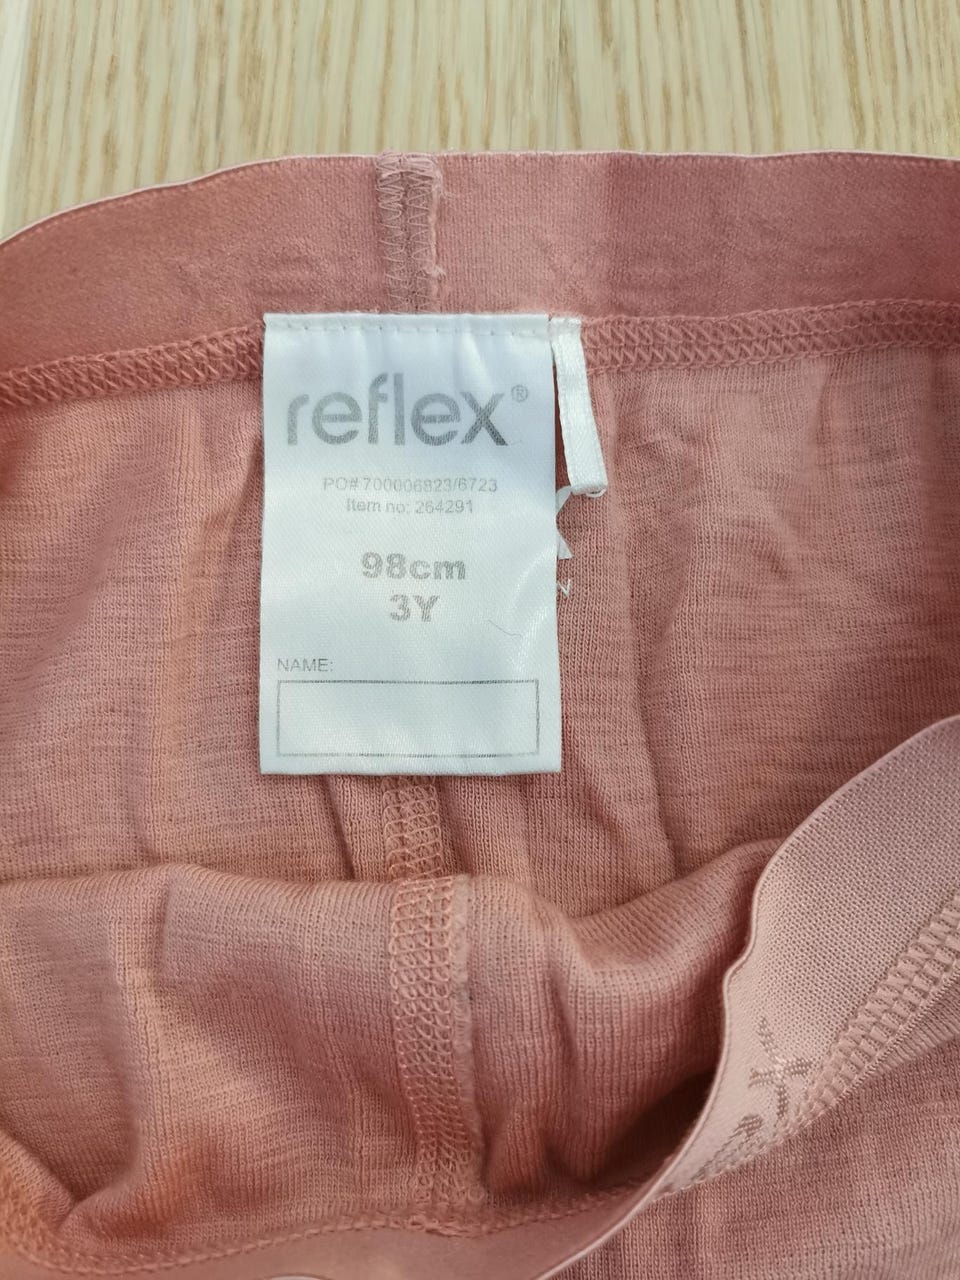 reflex®
PO# 700006823/6723
Item no: 264291
98cm
3Y
NAME: